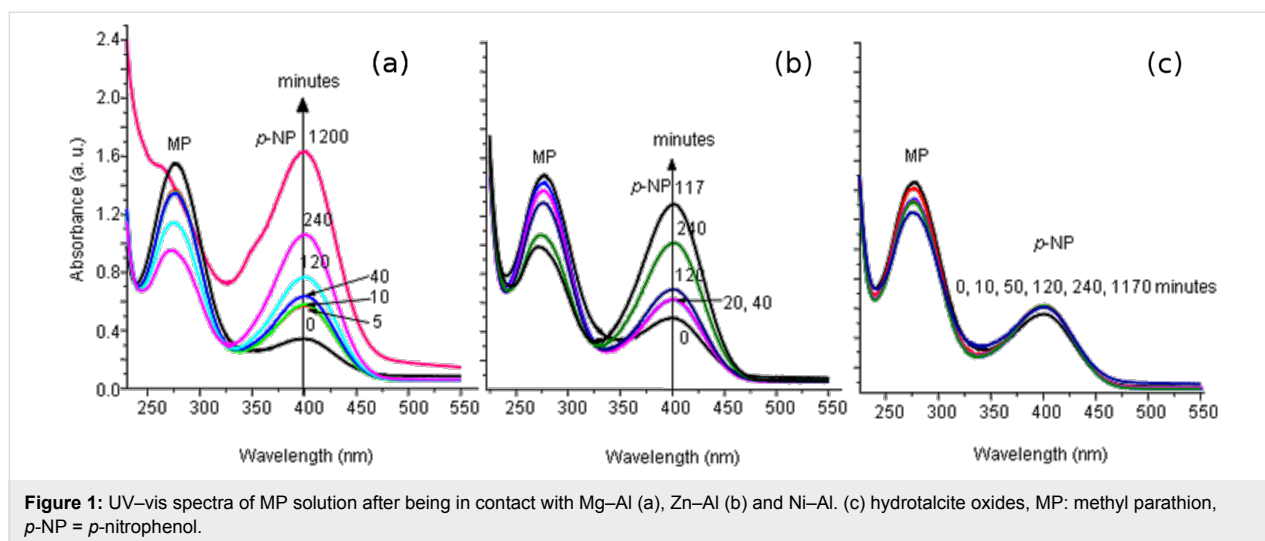 (a)
(b)
(c)
2.4
2.0
1.6
1.2
0.8
0.4
0.0
Absorbance (a. u.)
minutes
MP
p-NP
1200
240
120
40
10
5
0
250 300 350 400 450 500 550
Wavelength (nm)
minutes
MP
p-NP
117
240
120
20, 40
0
250 300 350 400 450 500 550
Wavelength (nm)
MP
p-NP
0, 10, 50, 120, 240, 1170 minutes
250 300 350 400 450 500 550
Wavelength (nm)
Figure 1: UV–vis spectra of MP solution after being in contact with Mg–Al (a), Zn–Al (b) and Ni–Al. (c) hydrotalcite oxides, MP: methyl parathion,
p-NP = p-nitrophenol.